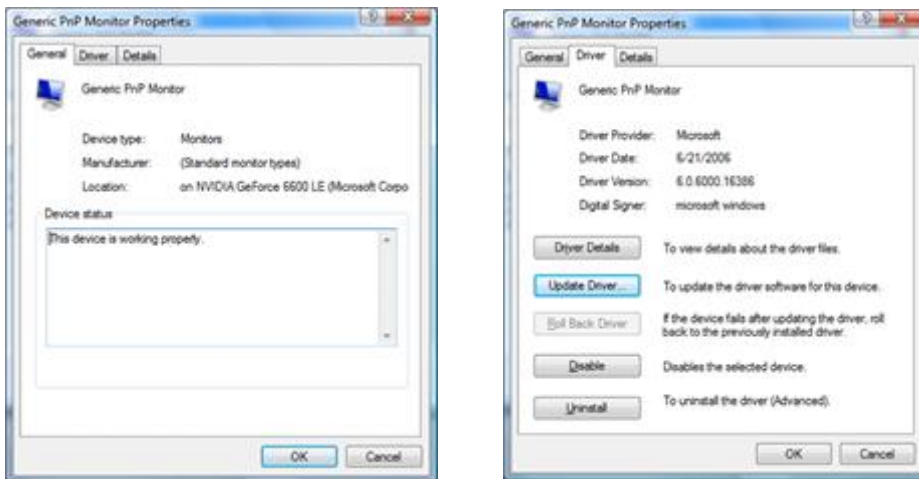 Generic PnP Monitor Properties
General Driver Details
Generic PnP Monitor
Device type: Monitors
Manufacturer: (Standard monitor types)
Location: on NVIDIA GeForce 6600 LE (Microsoft Corpo
Device status
This device is working properly.
OK Cancel
Generic PnP Monitor Properties
General Driver Details
Generic PnP Monitor
Driver Provider: Microsoft
Driver Date: 6/21/2006
Driver Version: 6.0.6000.16386
Digital Signer: microsoft windows
Driver Details To view details about the driver files.
Update Driver... To update the driver software for this device.
Roll Back Driver If the device fails after updating the driver, roll
back to the previously installed driver.
Disable Disables the selected device.
Uninstall To uninstall the driver (Advanced).
OK Cancel